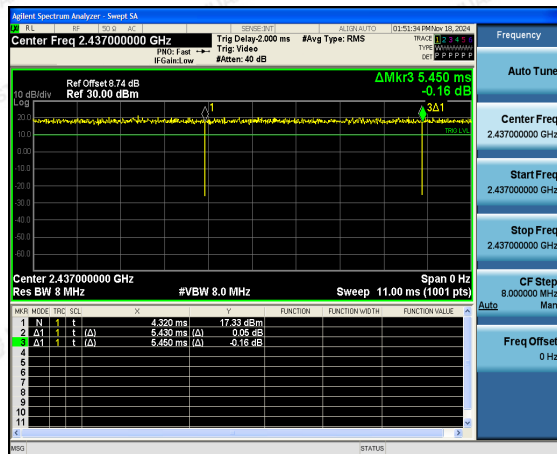 Agilent Spectrum Analyzer - Swept SA
RL RF 50 Ω AC SENSE:INT ALIGN AUTO 01:51:34 PM Nov 18, 2024
Center Freq 2.437000000 GHz
PNO: Fast
IFGain:Low
Trig Delay-2.000 ms
Trig: Video
#Atten: 40 dB
#Avg Type: RMS
TRACE 1 2 3 4 5 6
TYPE
DET P P P P P P
Frequency
Auto Tune
Center Freq
2.437000000 GHz
Start Freq
2.437000000 GHz
Stop Freq
2.437000000 GHz
CF Step
8.000000 MHz
Auto Man
Freq Offset
0 Hz
ΔMkr3 5.450 ms
-0.16 dB
Ref Offset 8.74 dB
10 dB/div Ref 30.00 dBm
Log
1
3Δ1
TRIG LVL
20.0
10.0
0.00
-10.0
-20.0
-30.0
-40.0
-50.0
-60.0
Center 2.437000000 GHz Span 0 Hz
Res BW 8 MHz #VBW 8.0 MHz Sweep 11.00 ms (1001 pts)
MKR MODE TRC SCL X Y FUNCTION FUNCTION WIDTH FUNCTION VALUE
1 N 1 t 4.320 ms 17.33 dBm
2 Δ1 1 t (Δ) 5.430 ms (Δ) 0.05 dB
3 Δ1 1 t (Δ) 5.450 ms (Δ) -0.16 dB
4
5
6
7
8
9
10
11
MSG STATUS